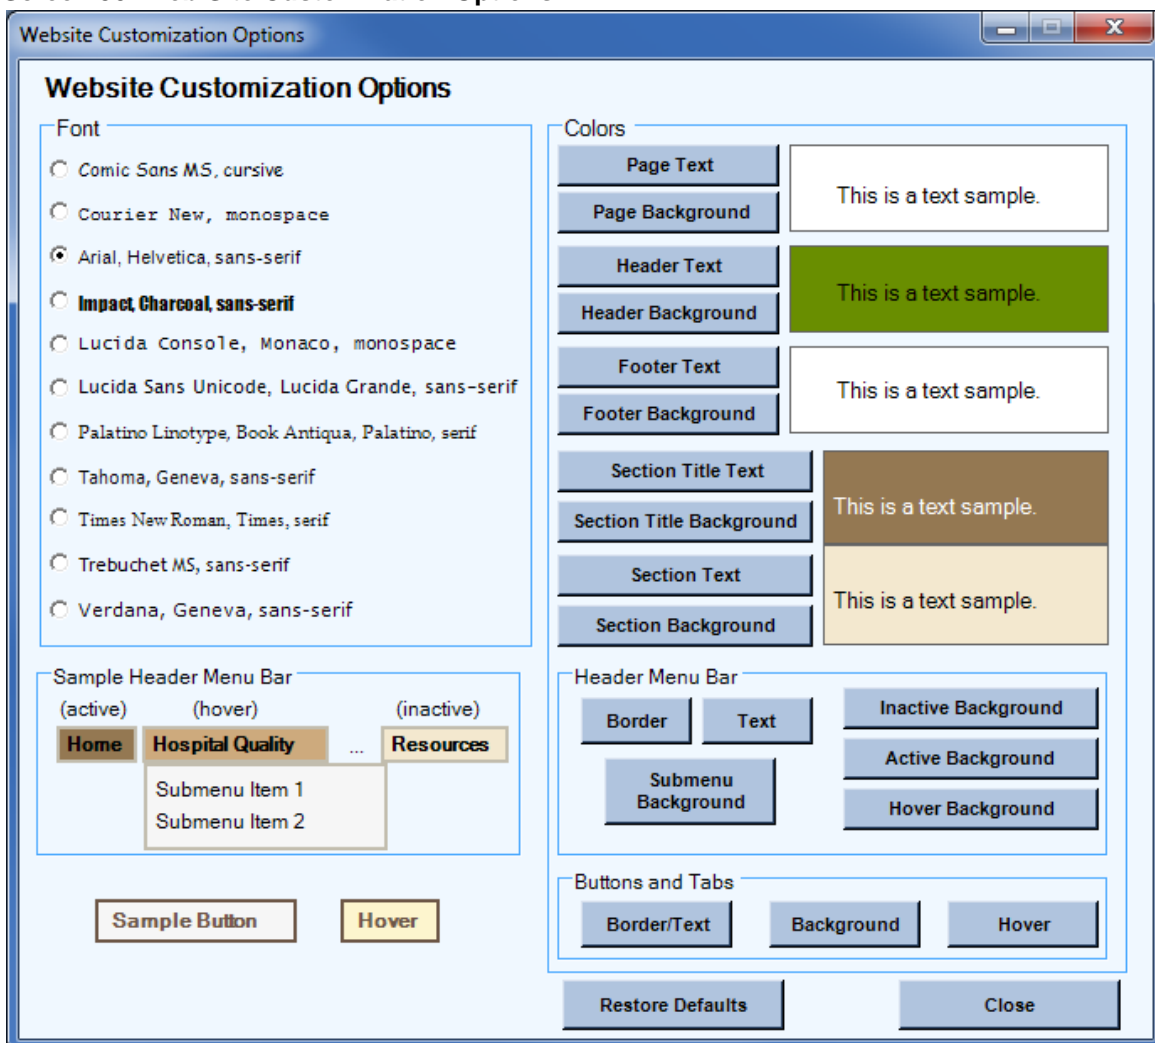 Website Customization Options
Website Customization Options
Font
Comic Sans MS, cursive
Courier New, monospace
Arial, Helvetica, sans-serif
Impact, Charcoal, sans-serif
Lucida Console, Monaco, monospace
Lucida Sans Unicode, Lucida Grande, sans-serif
Palatino Linotype, Book Antiqua, Palatino, serif
Tahoma, Geneva, sans-serif
Times New Roman, Times, serif
Trebuchet MS, sans-serif
Verdana, Geneva, sans-serif
Sample Header Menu Bar
(active) (hover) (inactive)
Home Hospital Quality ... Resources
Submenu Item 1
Submenu Item 2
Sample Button Hover
Colors
Page Text
Page Background
This is a text sample.
Header Text
Header Background
This is a text sample.
Footer Text
Footer Background
This is a text sample.
Section Title Text
Section Title Background
This is a text sample.
Section Text
Section Background
This is a text sample.
Header Menu Bar
Border Text
Submenu
Background
Inactive Background
Active Background
Hover Background
Buttons and Tabs
Border/Text Background Hover
Restore Defaults Close